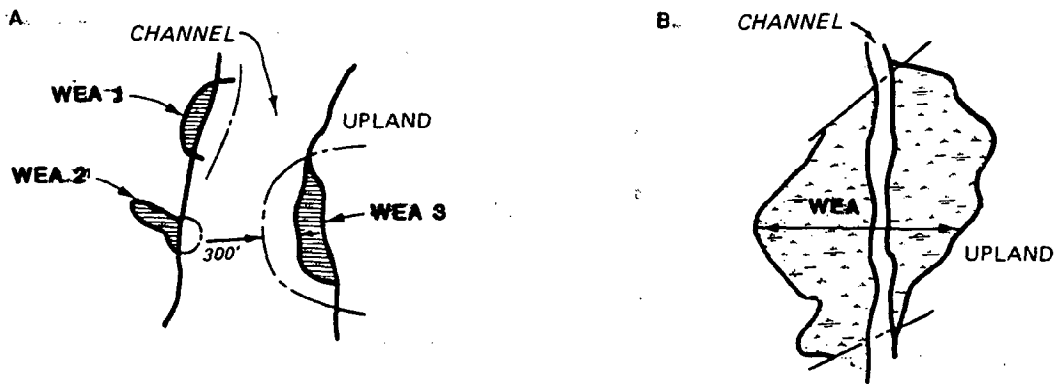 A.
CHANNEL
WEA 1
UPLAND
WEA 2
WEA 3
300'
B.
CHANNEL
WEA
UPLAND